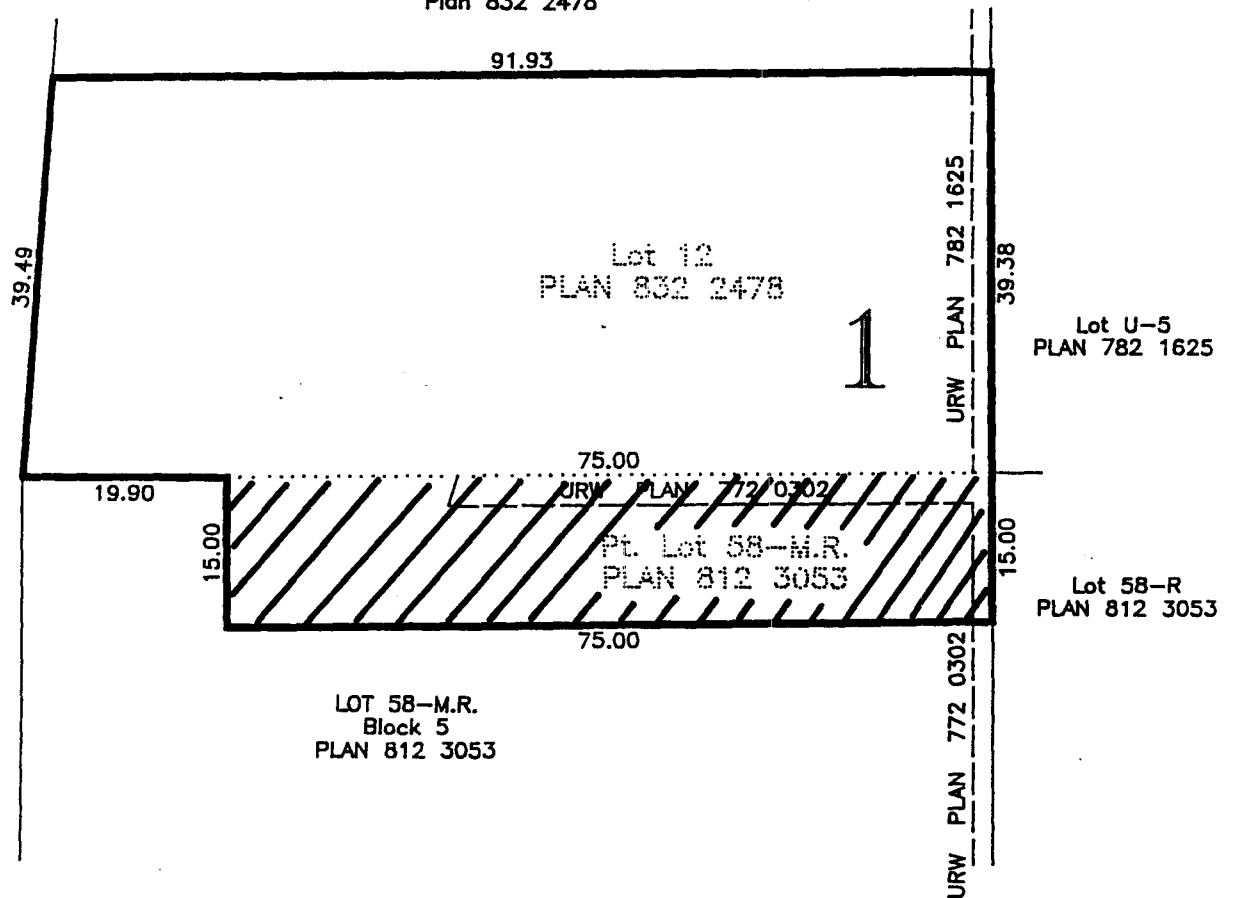 Plan 832 2478
91.93
39.49
Lot 12
PLAN 832 2478
1
URW PLAN 782 1625
39.38
Lot U-5
PLAN 782 1625
75.00
19.90
URW PLAN 772 0302
15.00
Pt. Lot 58-M.R.
PLAN 812 3053
15.00
Lot 58-R
PLAN 812 3053
75.00
LOT 58-M.R.
Block 5
PLAN 812 3053
URW PLAN 772 0302